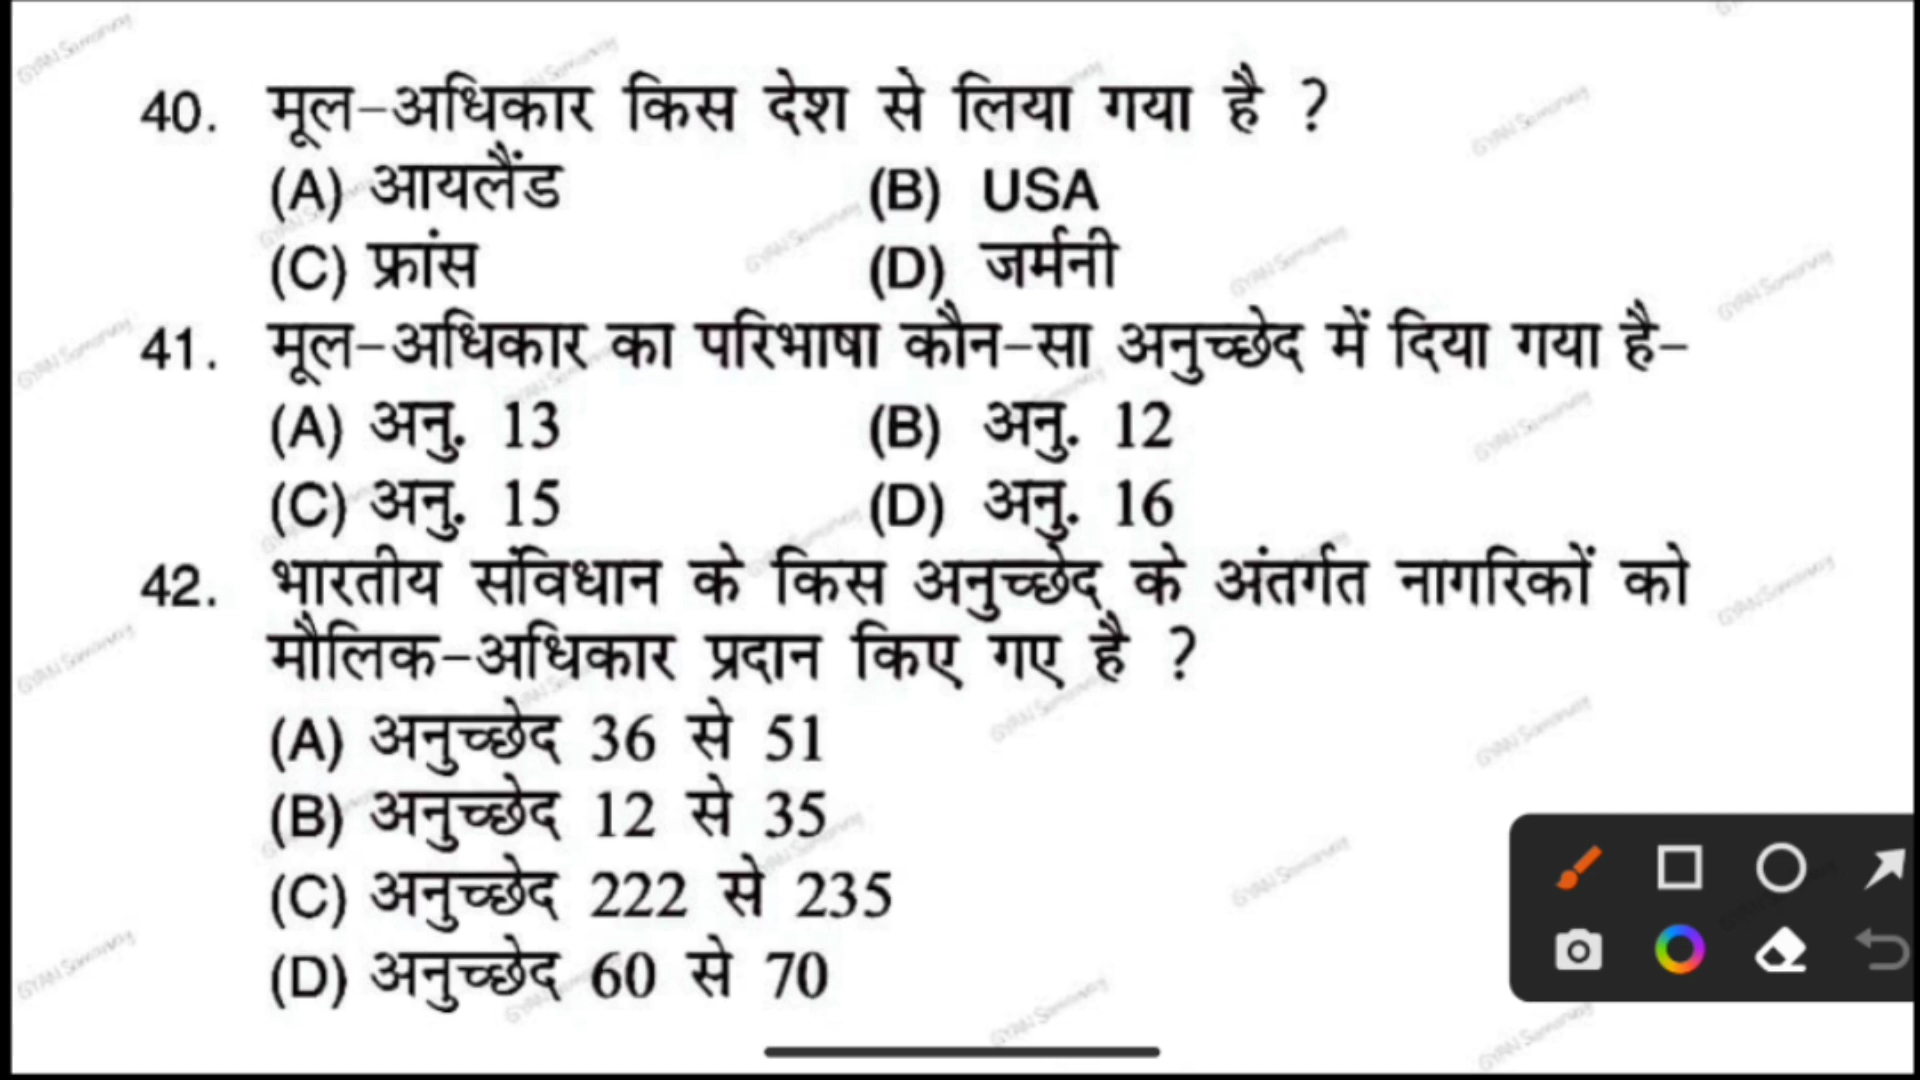 40. मूल-अधिकार किस देश से लिया गया है ?
(A) आयलैंड (B) USA
(C) फ्रांस (D) जर्मनी
41. मूल-अधिकार का परिभाषा कौन-सा अनुच्छेद में दिया गया है-
(A) अनु. 13 (B) अनु. 12
(C) अनु. 15 (D) अनु. 16
42. भारतीय संविधान के किस अनुच्छेद के अंतर्गत नागरिकों को
मौलिक-अधिकार प्रदान किए गए है ?
(A) अनुच्छेद 36 से 51
(B) अनुच्छेद 12 से 35
(C) अनुच्छेद 222 से 235
(D) अनुच्छेद 60 से 70